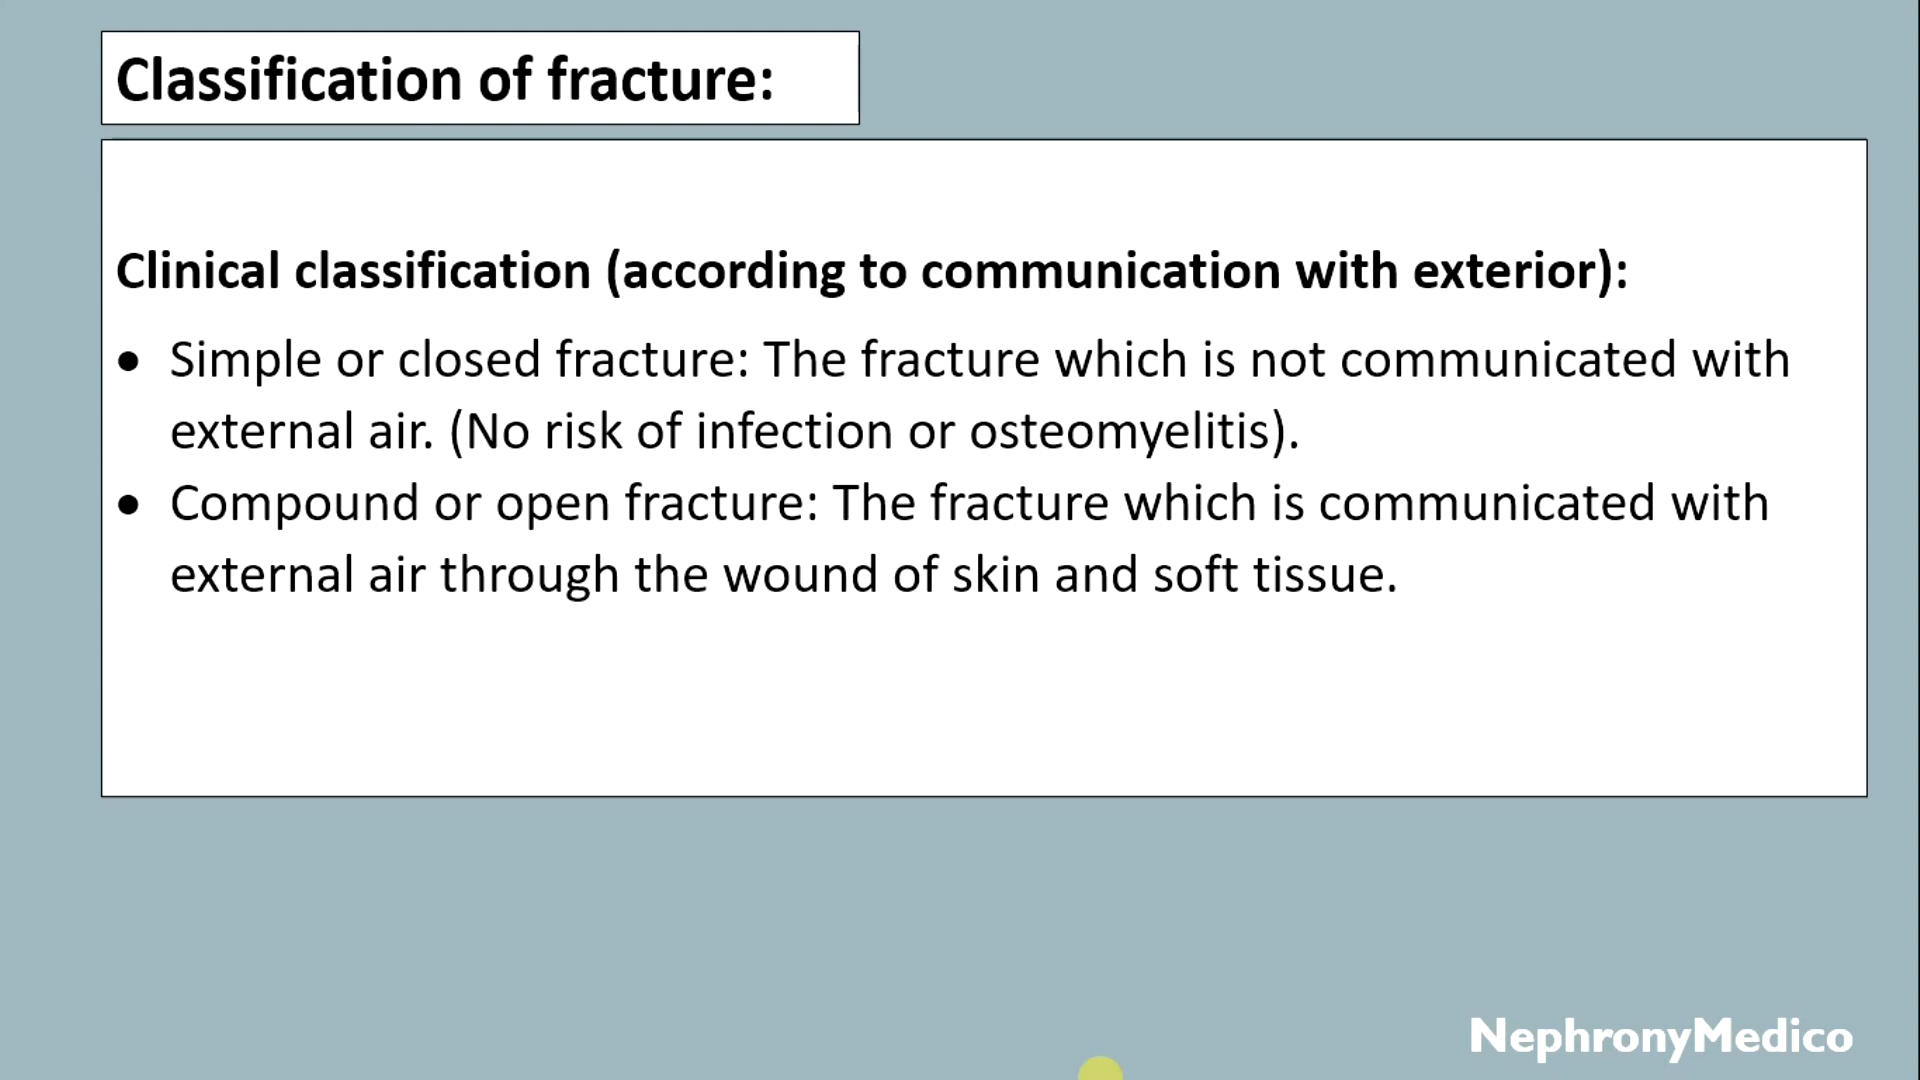 Classification of fracture:
Clinical classification (according to communication with exterior):
• Simple or closed fracture: The fracture which is not communicated with
external air. (No risk of infection or osteomyelitis).
• Compound or open fracture: The fracture which is communicated with
external air through the wound of skin and soft tissue.
NephronyMedico